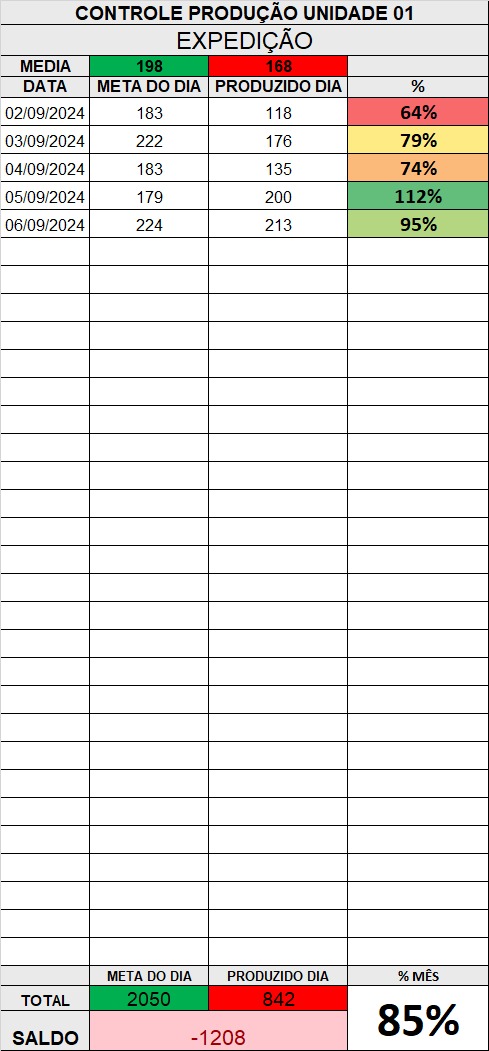 CONTROLE PRODUÇÃO UNIDADE 01
EXPEDIÇÃO
MEDIA 198 168
DATA META DO DIA PRODUZIDO DIA %
02/09/2024 183 118 64%
03/09/2024 222 176 79%
04/09/2024 183 135 74%
05/09/2024 179 200 112%
06/09/2024 224 213 95%
META DO DIA PRODUZIDO DIA % MÊS
TOTAL 2050 842 85%
SALDO -1208